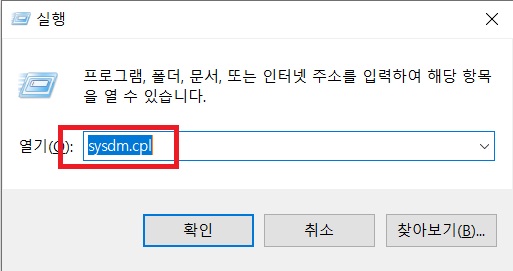 실행
프로그램, 폴더, 문서, 또는 인터넷 주소를 입력하여 해당 항목
을 열 수 있습니다.
열기(O): sysdm.cpl
확인 취소 찾아보기(B)...